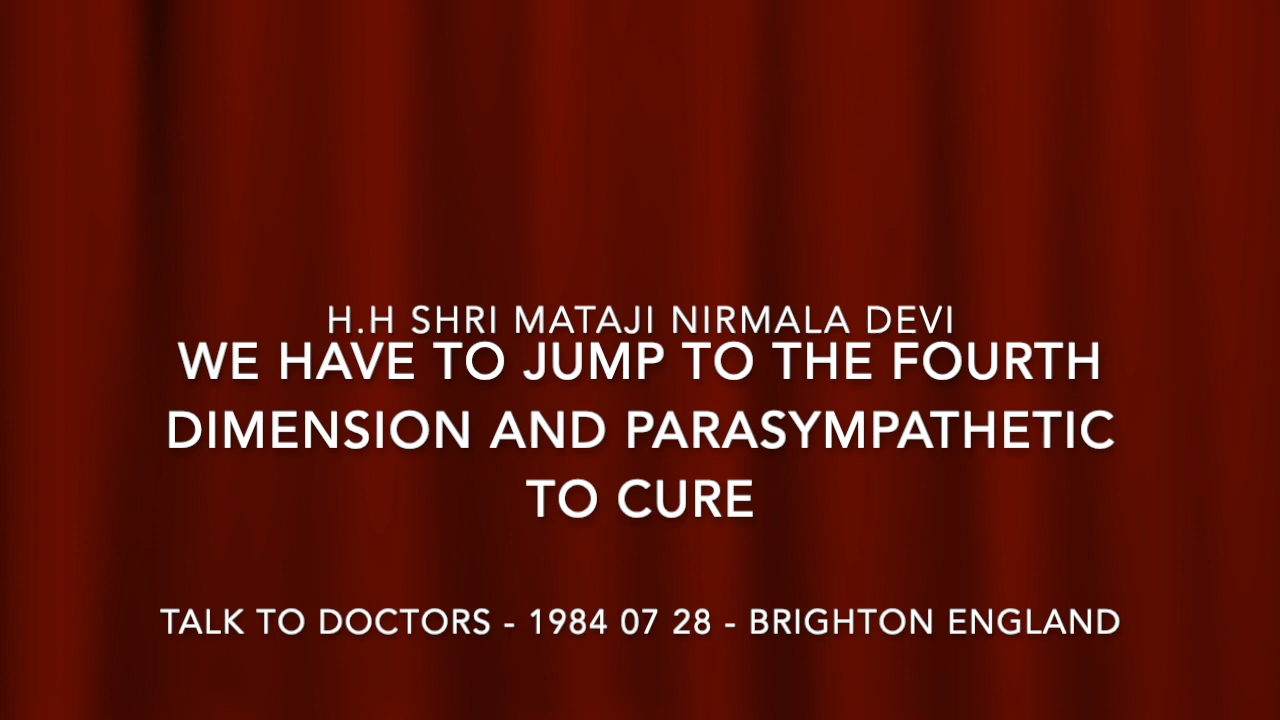 H.H SHRI MATAJI NIRMALA DEVI
WE HAVE TO JUMP TO THE FOURTH
DIMENSION AND PARASYMPATHETIC
TO CURE
TALK TO DOCTORS - 1984 07 28 - BRIGHTON ENGLAND